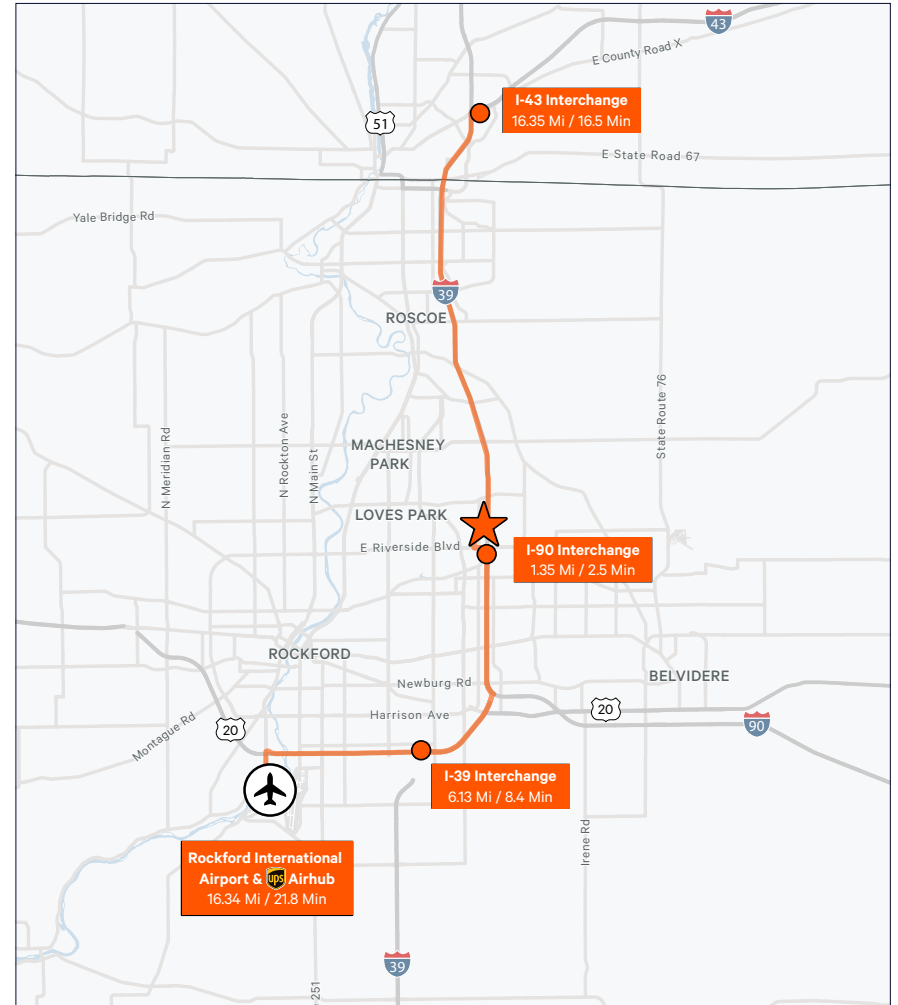 43
E County Road X
I-43 Interchange
16.35 Mi / 16.5 Min
51
E State Road 67
Yale Bridge Rd
39
ROSCOE
State Route 76
N Meridian Rd
N Rockton Ave
N Main St
MACHESNEY
PARK
LOVES PARK
E Riverside Blvd
I-90 Interchange
1.35 Mi / 2.5 Min
ROCKFORD
BELVIDERE
Newburg Rd
Harrison Ave
20
20
90
Montague Rd
I-39 Interchange
6.13 Mi / 8.4 Min
Irene Rd
Rockford International
Airport & ups Airhub
16.34 Mi / 21.8 Min
39
251